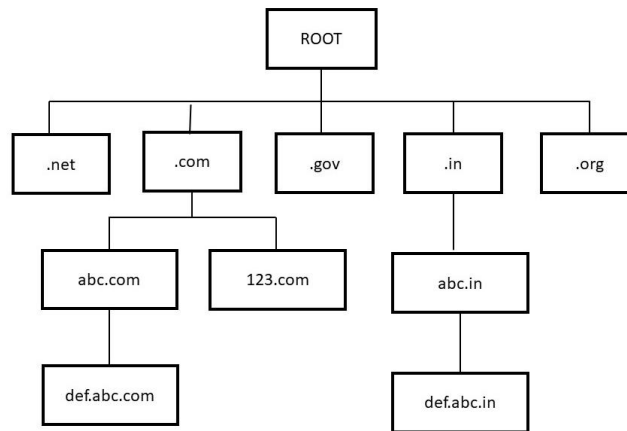 ROOT
.net
.com
.gov
.in
.org
abc.com
123.com
abc.in
def.abc.com
def.abc.in